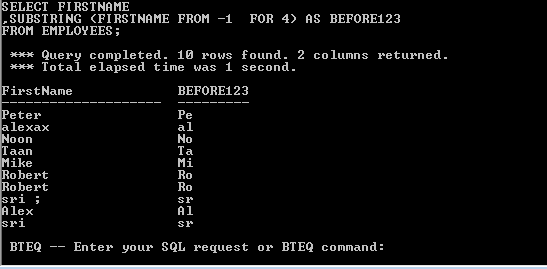 SELECT FIRSTNAME
,SUBSTRING (FIRSTNAME FROM -1  FOR 4) AS BEFORE123
FROM EMPLOYEES;
*** Query completed. 10 rows found. 2 columns returned.
*** Total elapsed time was 1 second.
FirstName             BEFORE123
--------------------  ---------
Peter                 Pe
alexax                al
Noon                  No
Taan                  Ta
Mike                  Mi
Robert                Ro
Robert                Ro
sri ;                 sr
Alex                  Al
sri                   sr
BTEQ -- Enter your SQL request or BTEQ command: